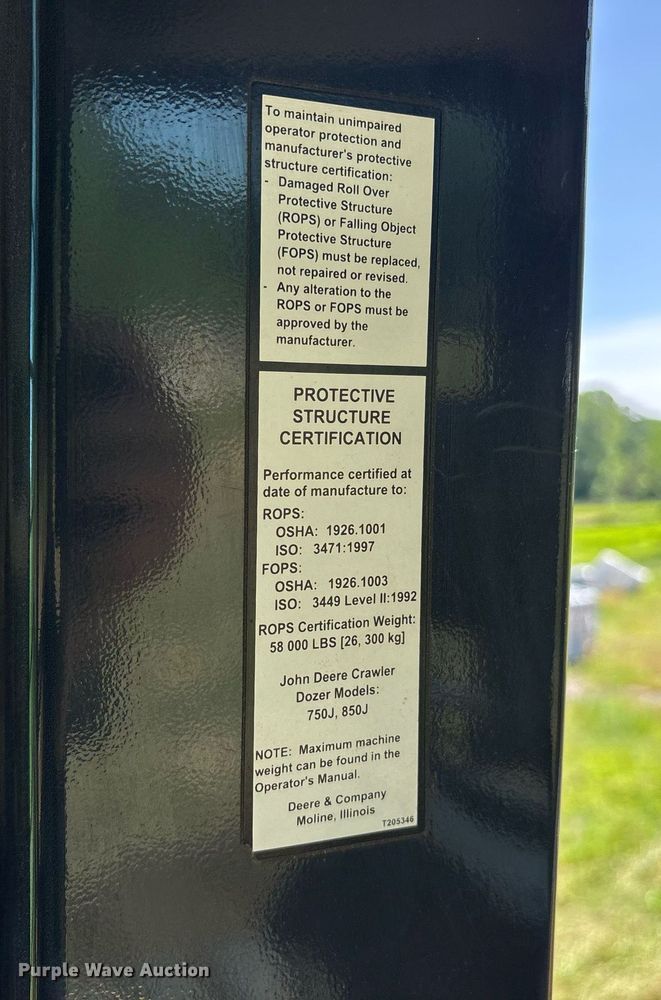 To maintain unimpaired
operator protection and
manufacturer's protective
structure certification:
- Damaged Roll Over
Protective Structure
(ROPS) or Falling Object
Protective Structure
(FOPS) must be replaced,
not repaired or revised.
- Any alteration to the
ROPS or FOPS must be
approved by the
manufacturer.
PROTECTIVE
STRUCTURE
CERTIFICATION
Performance certified at
date of manufacture to:
ROPS:
OSHA: 1926.1001
ISO: 3471:1997
FOPS:
OSHA: 1926.1003
ISO: 3449 Level II:1992
ROPS Certification Weight:
58 000 LBS [26, 300 kg]
John Deere Crawler
Dozer Models:
750J, 850J
NOTE: Maximum machine
weight can be found in the
Operator's Manual.
Deere & Company
Moline, Illinois
T205346
Purple Wave Auction